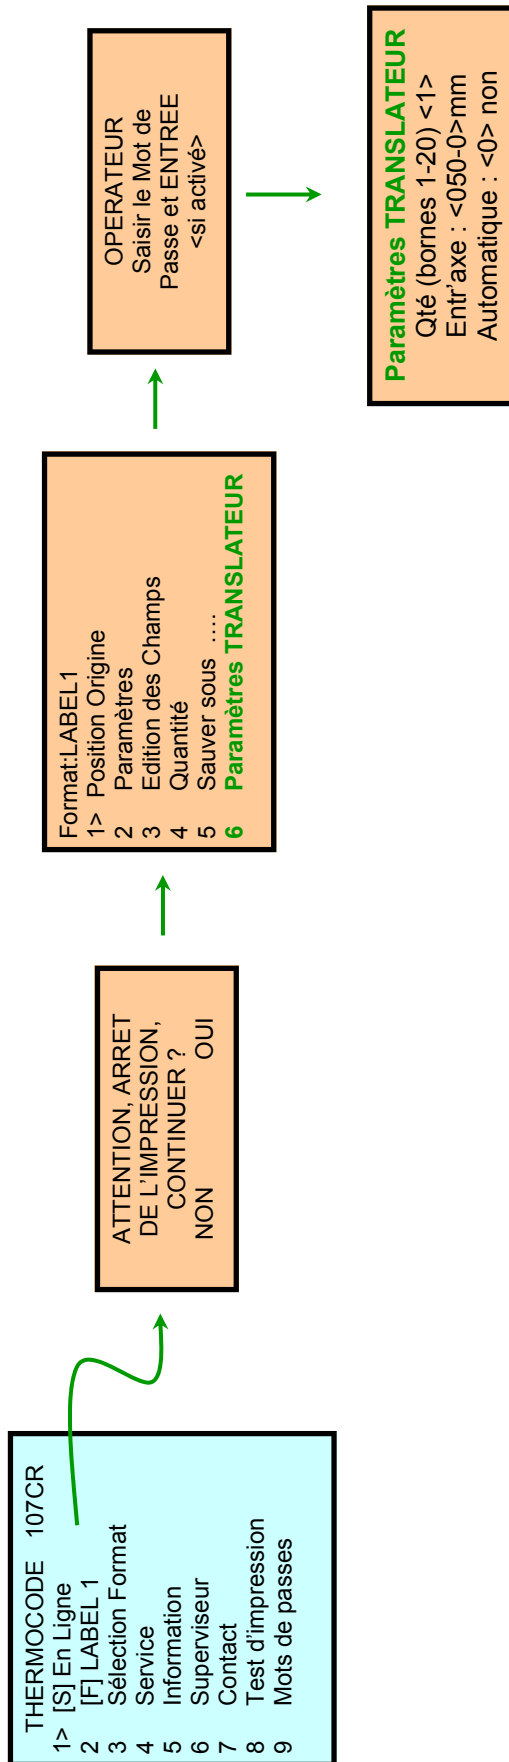 THERMOCODE 107CR
1> [S] En Ligne
2 [F] LABEL 1
3 Sélection Format
4 Service
5 Information
6 Superviseur
7 Contact
8 Test d'impression
9 Mots de passes
ATTENTION, ARRET
DE L'IMPRESSION,
CONTINUER ?
NON OUI
Format:LABEL1
1> Position Origine
2 Paramètres
3 Edition des Champs
4 Quantité
5 Sauver sous ….
6 Paramètres TRANSLATEUR
OPERATEUR
Saisir le Mot de
Passe et ENTREE
<si activé>
Paramètres TRANSLATEUR
Qté (bornes 1-20) <1>
Entr'axe : <050-0>mm
Automatique : <0> non